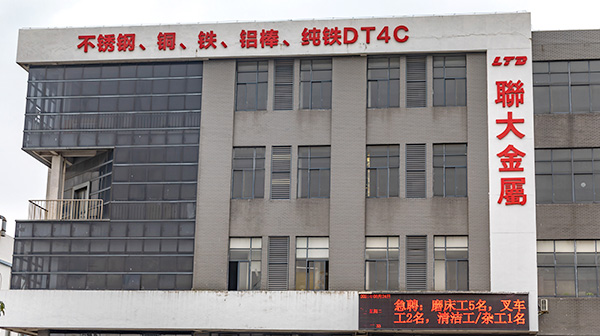 不锈钢、铜、铁、铝棒、纯铁DT4C
LTD
聯大金屬
急聘：磨床工5名，叉车
工2名，清洁工/杂工1名